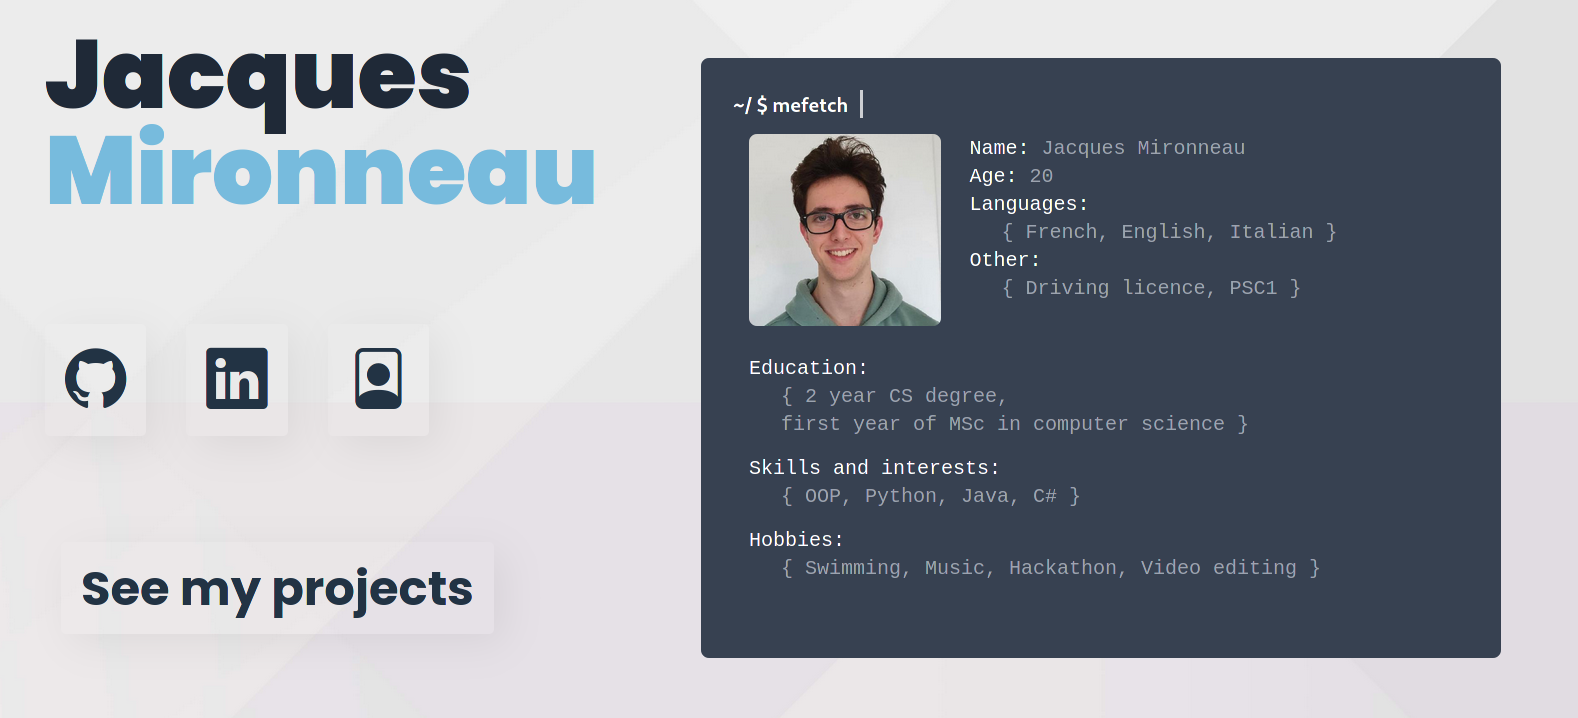 Jacques
Mironneau
in
See my projects
~/ $ mefetch
Name: Jacques Mironneau
Age: 20
Languages:
{ French, English, Italian }
Other:
{ Driving licence, PSC1 }
Education:
{ 2 year CS degree,
first year of MSc in computer science }
Skills and interests:
{ OOP, Python, Java, C# }
Hobbies:
{ Swimming, Music, Hackathon, Video editing }